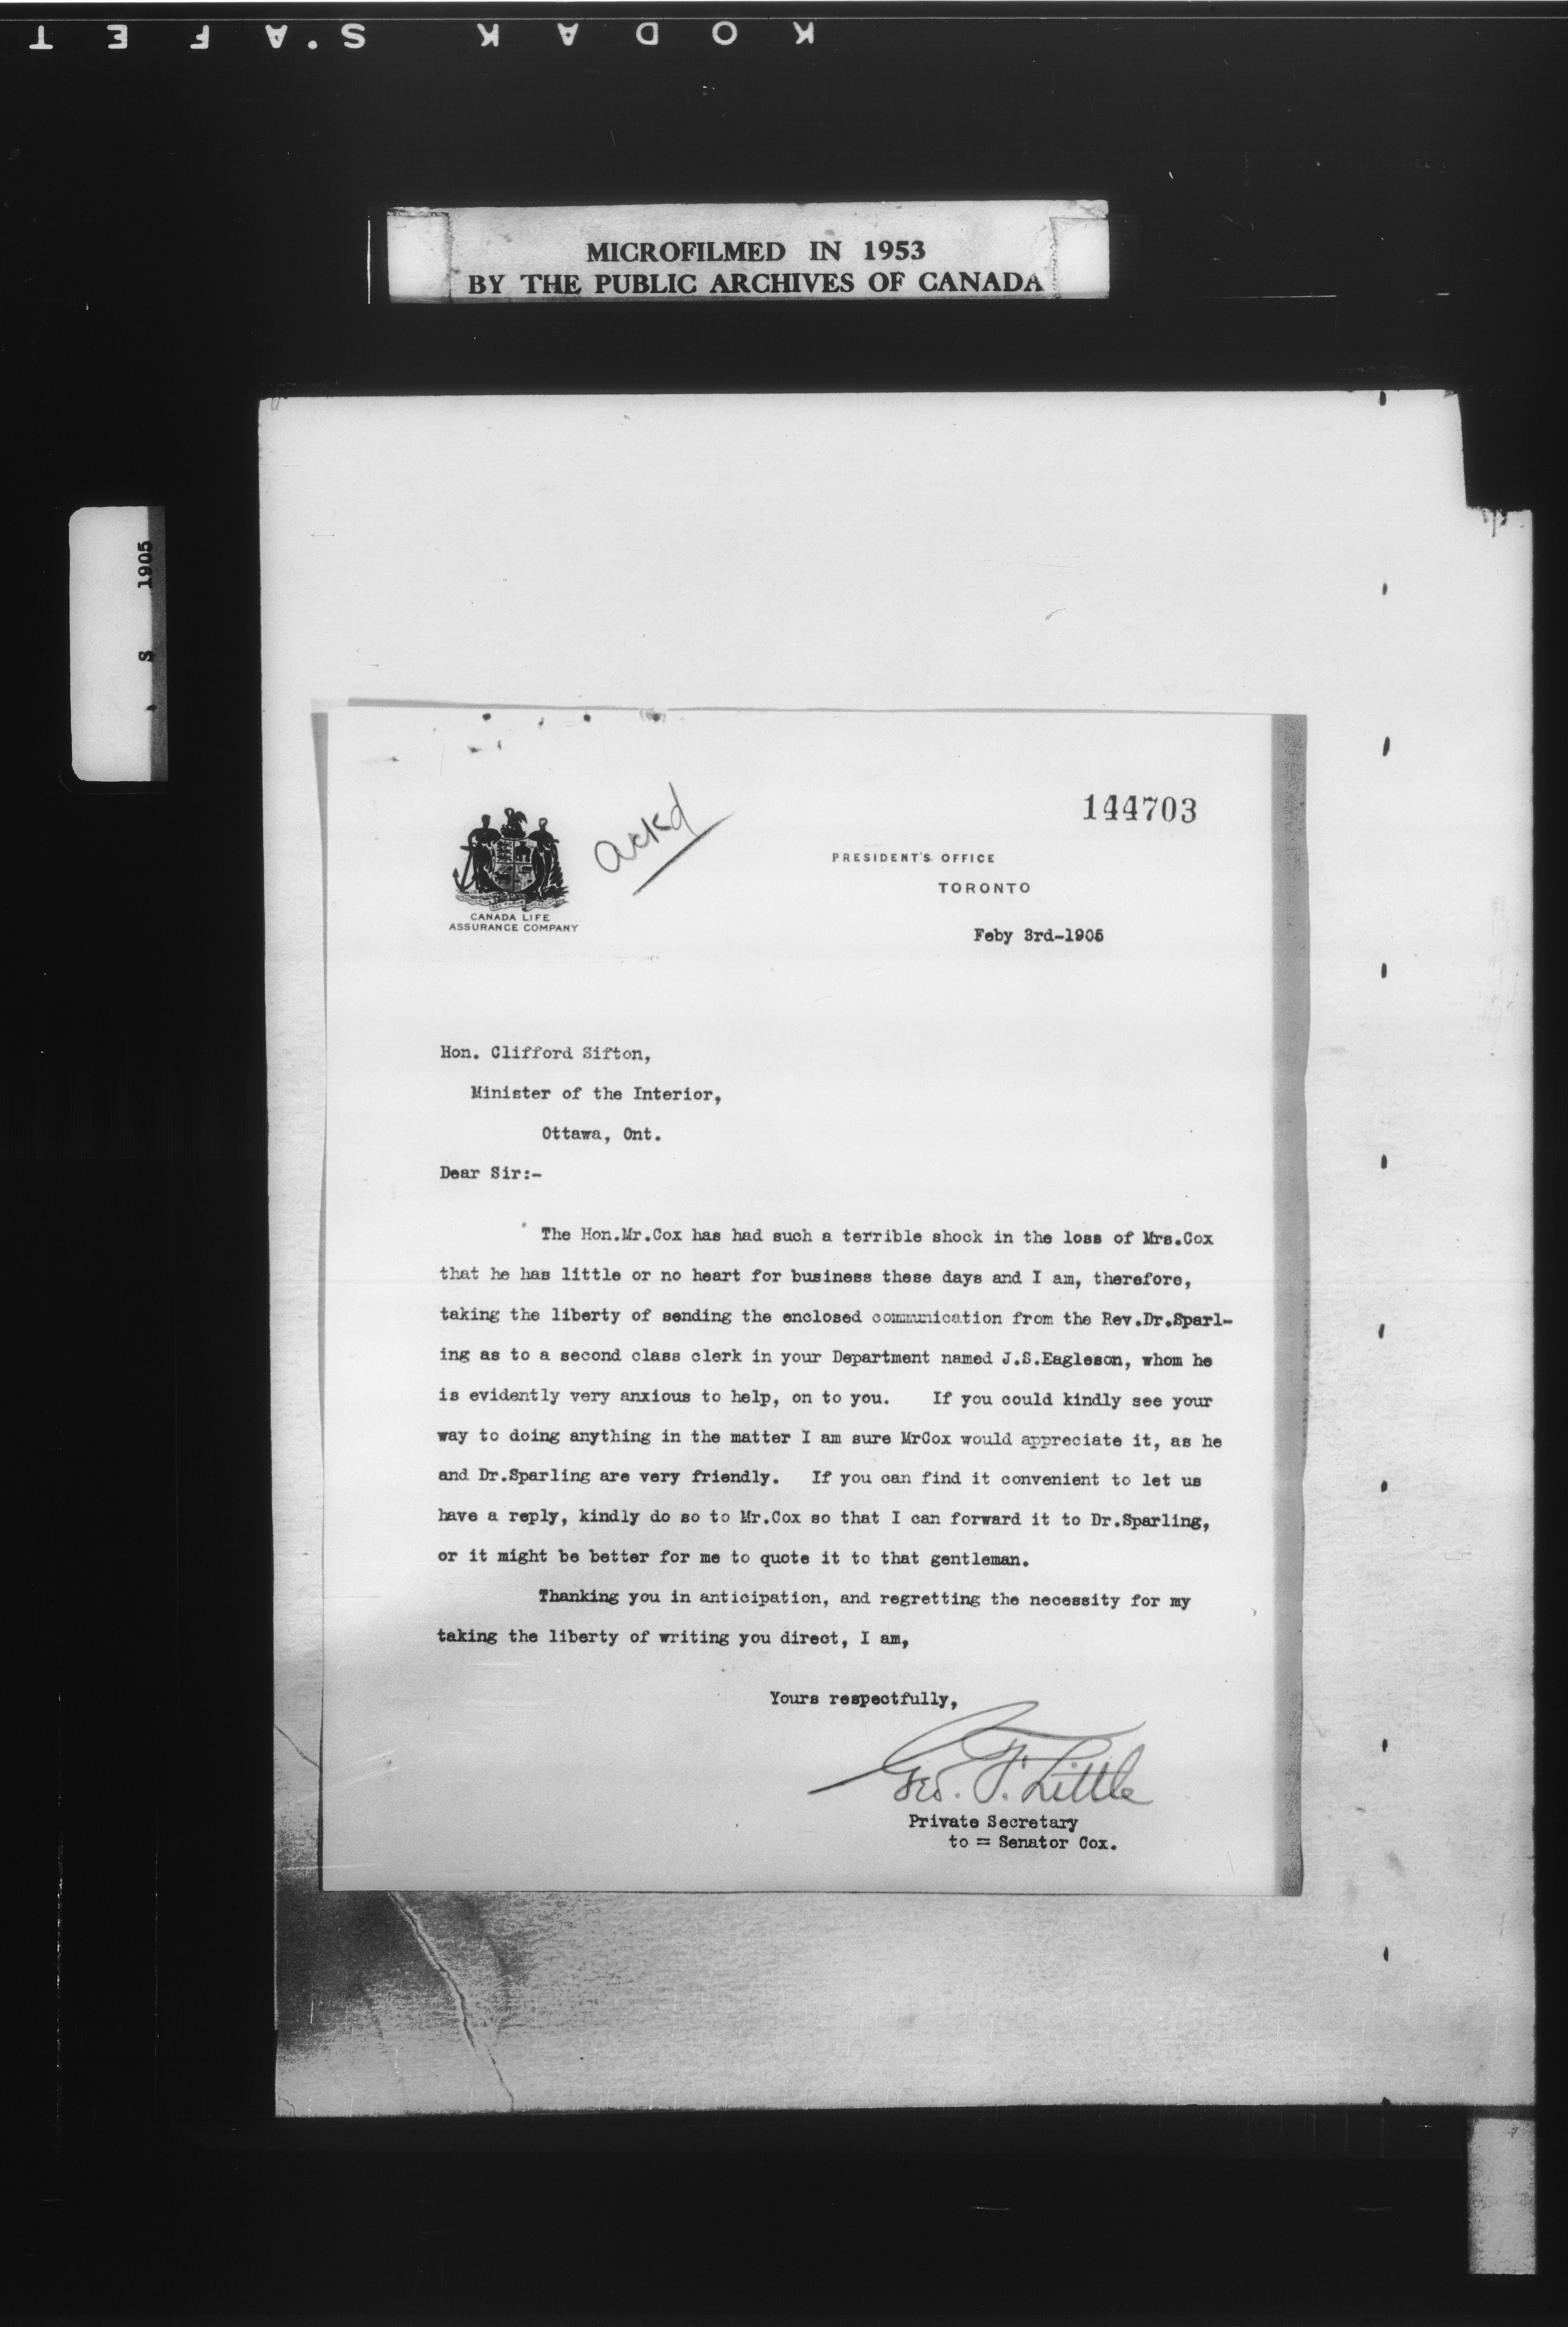 KODAK S.AFET
MICROFILMED IN 1953
BY THE PUBLIC ARCHIVES OF CANADA
S 1905
144703
ackd
CANADA LIFE
ASSURANCE COMPANY
PRESIDENT'S OFFICE
TORONTO
Feby 3rd-1905
Hon. Clifford Sifton,
Minister of the Interior,
Ottawa, Ont.
Dear Sir:-
The Hon.Mr.Cox has had such a terrible shock in the loss of Mrs.Cox
that he has little or no heart for business these days and I am, therefore,
taking the liberty of sending the enclosed communication from the Rev.Dr.Sparl-
ing as to a second class clerk in your Department named J.S.Eagleson, whom he
is evidently very anxious to help, on to you. If you could kindly see your
way to doing anything in the matter I am sure MrCox would appreciate it, as he
and Dr.Sparling are very friendly. If you can find it convenient to let us
have a reply, kindly do so to Mr.Cox so that I can forward it to Dr.Sparling,
or it might be better for me to quote it to that gentleman.
Thanking you in anticipation, and regretting the necessity for my
taking the liberty of writing you direct, I am,
Yours respectfully,
Geo. F. Little
Private Secretary
to = Senator Cox.